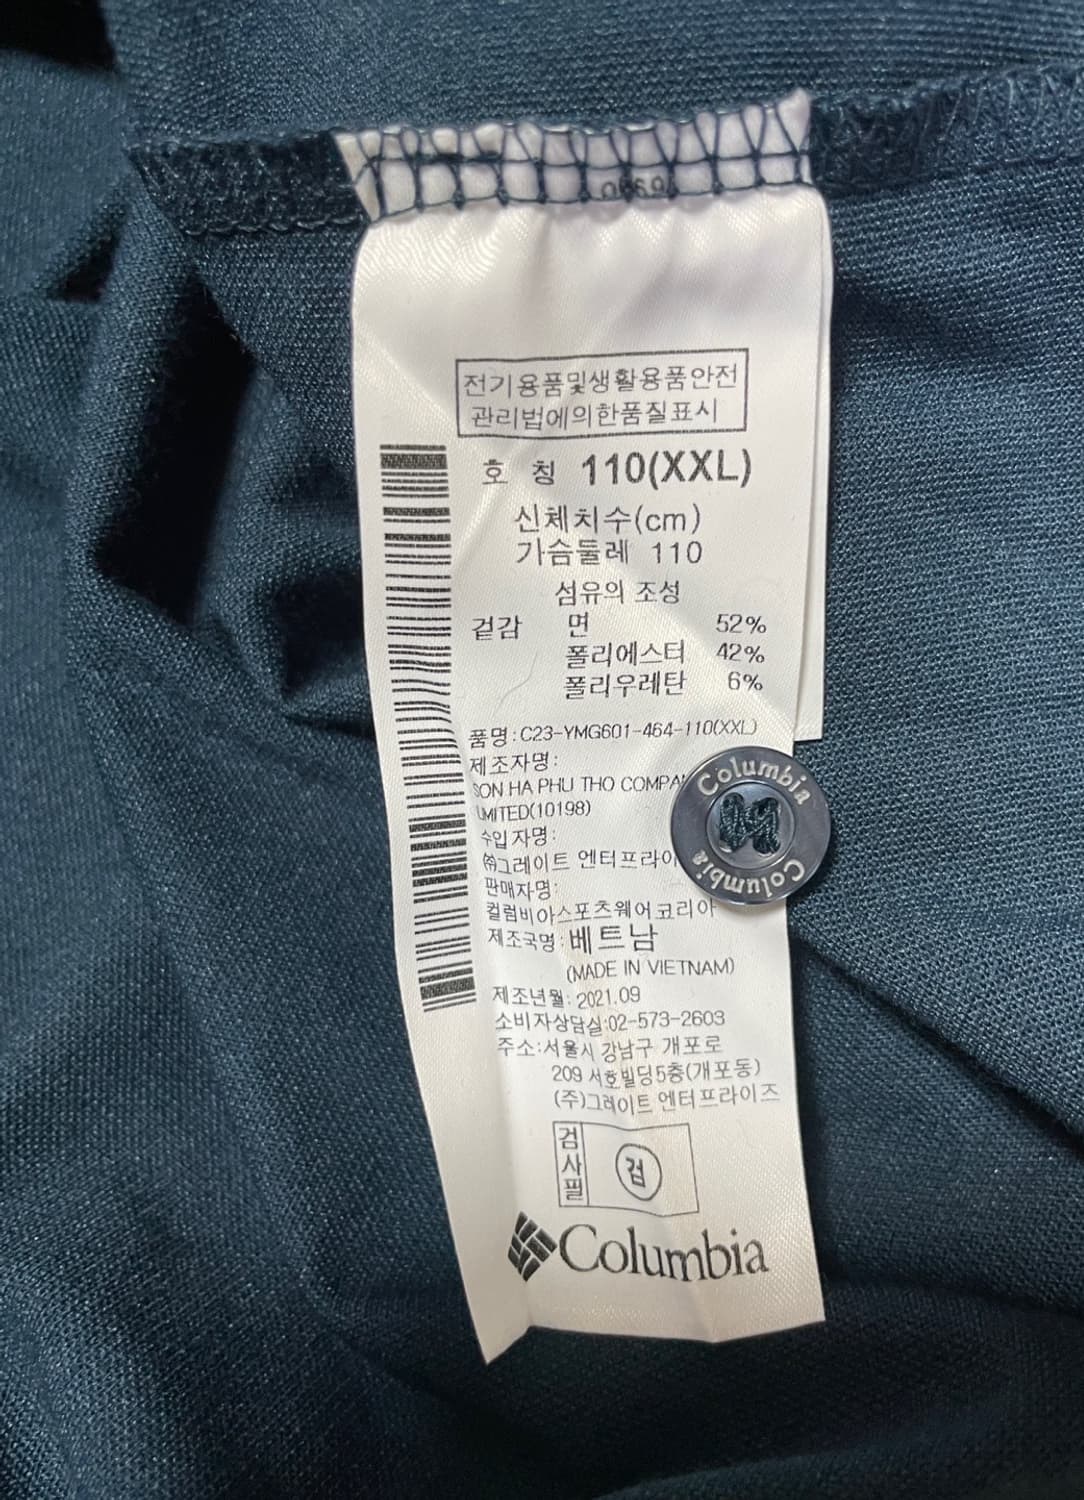 전기용품및생활용품안전
관리법에의한품질표시
호 칭 110(XXL)
신체치수(cm)
가슴둘레 110
섬유의 조성
겉감 면 52%
폴리에스터 42%
폴리우레탄 6%
품명:C23-YMG601-464-110(XXL)
제조자명:
SON HA PHU THO
LIMITED(10198)
수입자명:
㈜그레이트
판매자명:
컬럼비아스포츠웨어코리아
제조국명:베트남
(MADE IN VIETNAM)
제조년월: 2021.09
소비자상담실:02-573-2603
주소:서울시 강남구 개포로
209 서호빌딩5층(개포동)
(주)그레이트 엔터프라이즈
검사필
검
Columbia
Columbia
Columbia